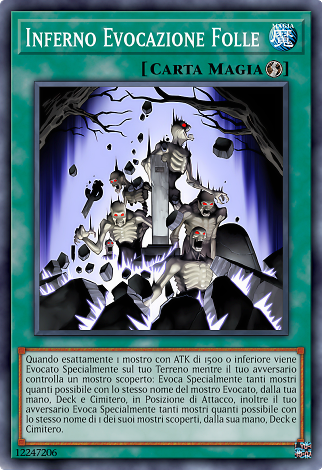 Inferno Evocazione Folle
MAGIA
[Carta Magia]
Quando esattamente 1 mostro con ATK di 1500 o inferiore viene
Evocato Specialmente sul tuo Terreno mentre il tuo avversario
controlla un mostro scoperto: Evoca Specialmente tanti mostri
quanti possibile con lo stesso nome del mostro Evocato, dalla tua
mano, Deck e Cimitero, in Posizione di Attacco, inoltre il tuo
avversario Evoca Specialmente tanti mostri quanti possibile con
lo stesso nome di 1 dei suoi mostri scoperti, dalla sua mano, Deck e
Cimitero.
12247206